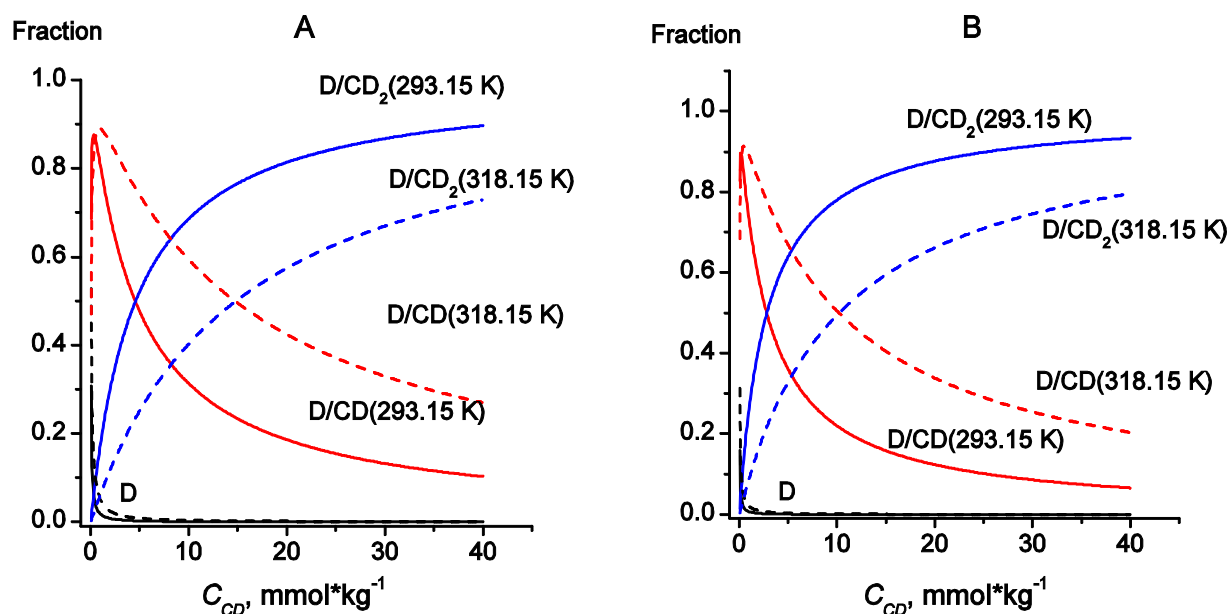 Fraction
A
1.0
0.8
0.6
0.4
0.2
0.0
D/CD₂(293.15 K)
D/CD₂(318.15 K)
D/CD(318.15 K)
D/CD(293.15 K)
D
0 10 20 30 40
C_CD, mmol*kg⁻¹
Fraction
B
1.0
0.8
0.6
0.4
0.2
0.0
D/CD₂(293.15 K)
D/CD₂(318.15 K)
D/CD(318.15 K)
D/CD(293.15 K)
D
0 10 20 30 40
C_CD, mmol*kg⁻¹